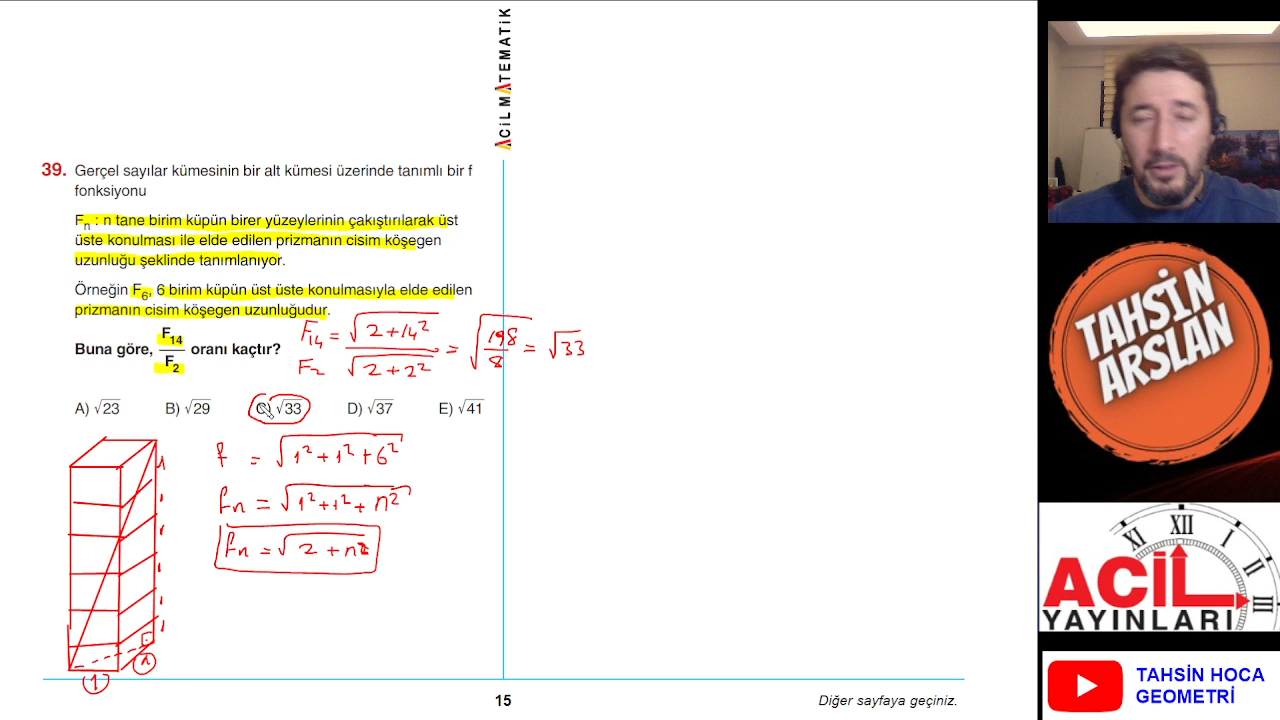 ACİL MATEMATİK
39. Gerçel sayılar kümesinin bir alt kümesi üzerinde tanımlı bir f
fonksiyonu
Fn : n tane birim küpün birer yüzeylerinin çakıştırılarak üst
üste konulması ile elde edilen prizmanın cisim köşegen
uzunluğu şeklinde tanımlanıyor.
Örneğin F6, 6 birim küpün üst üste konulmasıyla elde edilen
prizmanın cisim köşegen uzunluğudur.
Buna göre, F14/F2 oranı kaçtır?
F14/F2 = √(2+14²)/√(2+2²) = √(198/8) = √33
A) √23 B) √29 C) √33 D) √37 E) √41
f = √(1²+1²+6²)
fn = √(1²+1²+n²)
fn = √(2+n²)
1
1
1
15
Diğer sayfaya geçiniz.
TAHSİN
ARSLAN
XI XII I II III
ACİL
YAYINLARI
TAHSİN HOCA
GEOMETRİ